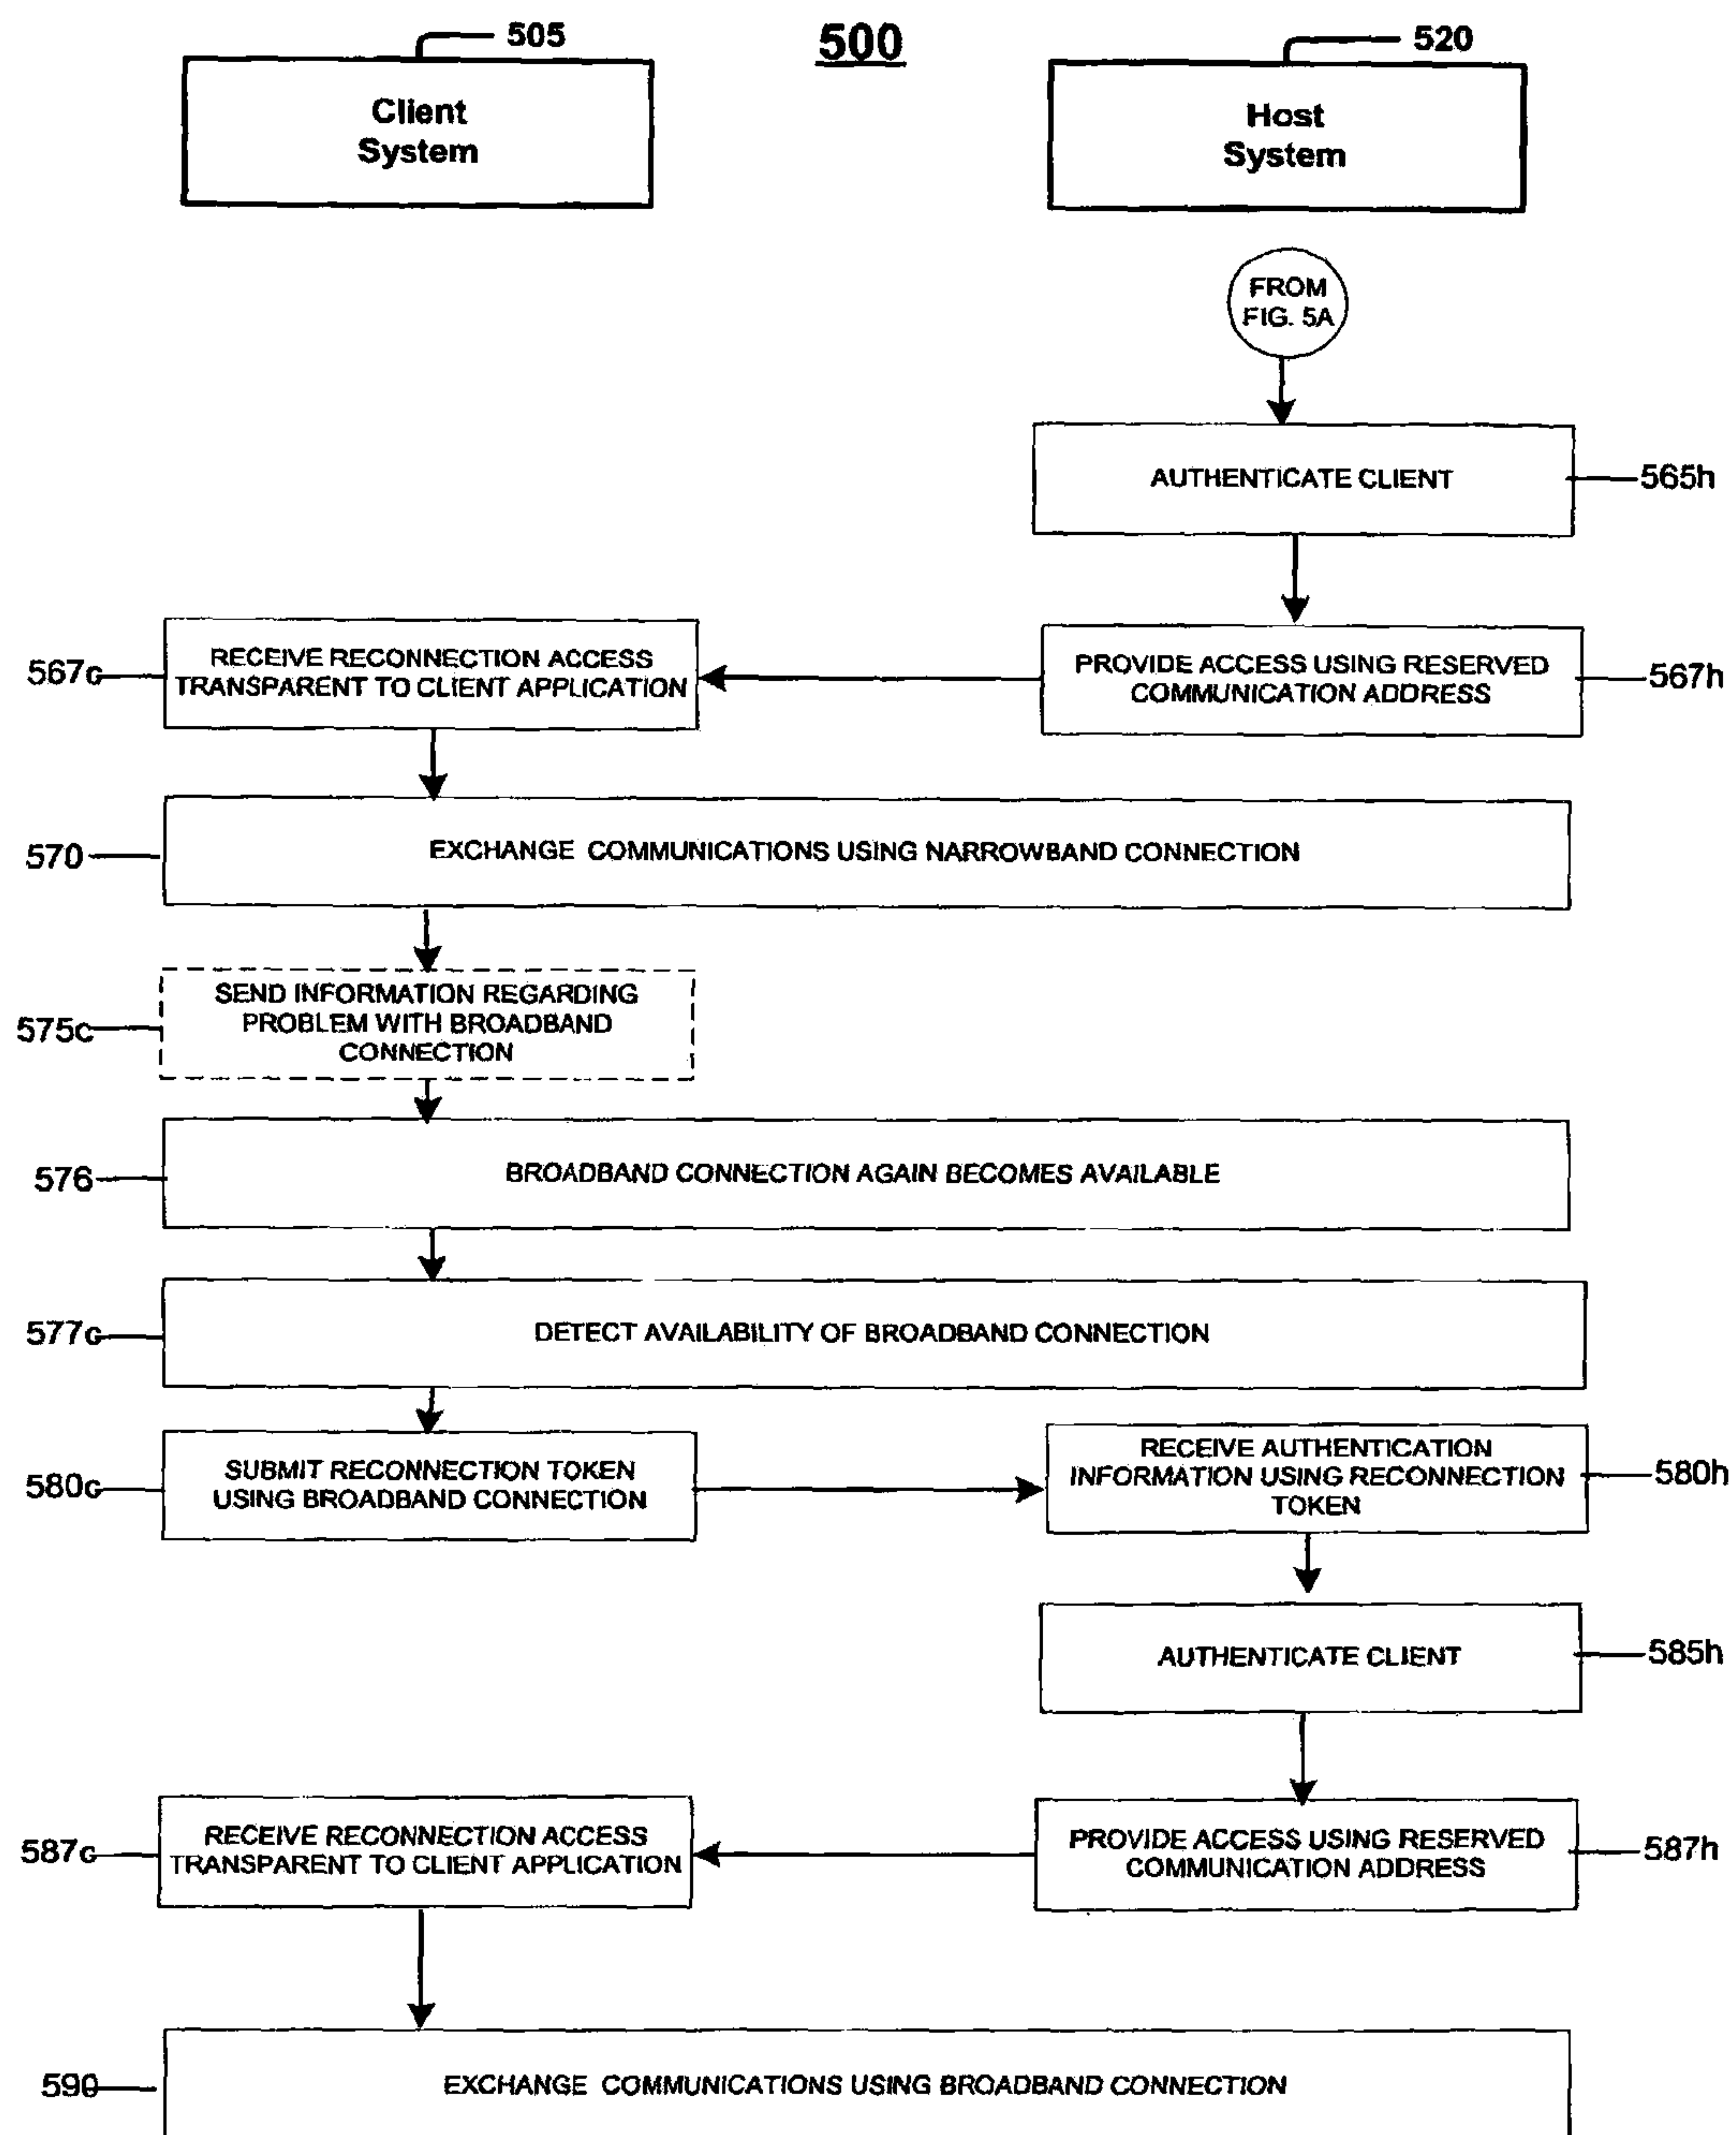 505
500
520
Client
System
Host
System
FROM
FIG. 5A
AUTHENTICATE CLIENT
565h
567c
RECEIVE RECONNECTION ACCESS
TRANSPARENT TO CLIENT APPLICATION
PROVIDE ACCESS USING RESERVED
COMMUNICATION ADDRESS
567h
570
EXCHANGE COMMUNICATIONS USING NARROWBAND CONNECTION
575c
SEND INFORMATION REGARDING
PROBLEM WITH BROADBAND
CONNECTION
576
BROADBAND CONNECTION AGAIN BECOMES AVAILABLE
577c
DETECT AVAILABILITY OF BROADBAND CONNECTION
580c
SUBMIT RECONNECTION TOKEN
USING BROADBAND CONNECTION
RECEIVE AUTHENTICATION
INFORMATION USING RECONNECTION
TOKEN
580h
AUTHENTICATE CLIENT
585h
587c
RECEIVE RECONNECTION ACCESS
TRANSPARENT TO CLIENT APPLICATION
PROVIDE ACCESS USING RESERVED
COMMUNICATION ADDRESS
587h
590
EXCHANGE COMMUNICATIONS USING BROADBAND CONNECTION